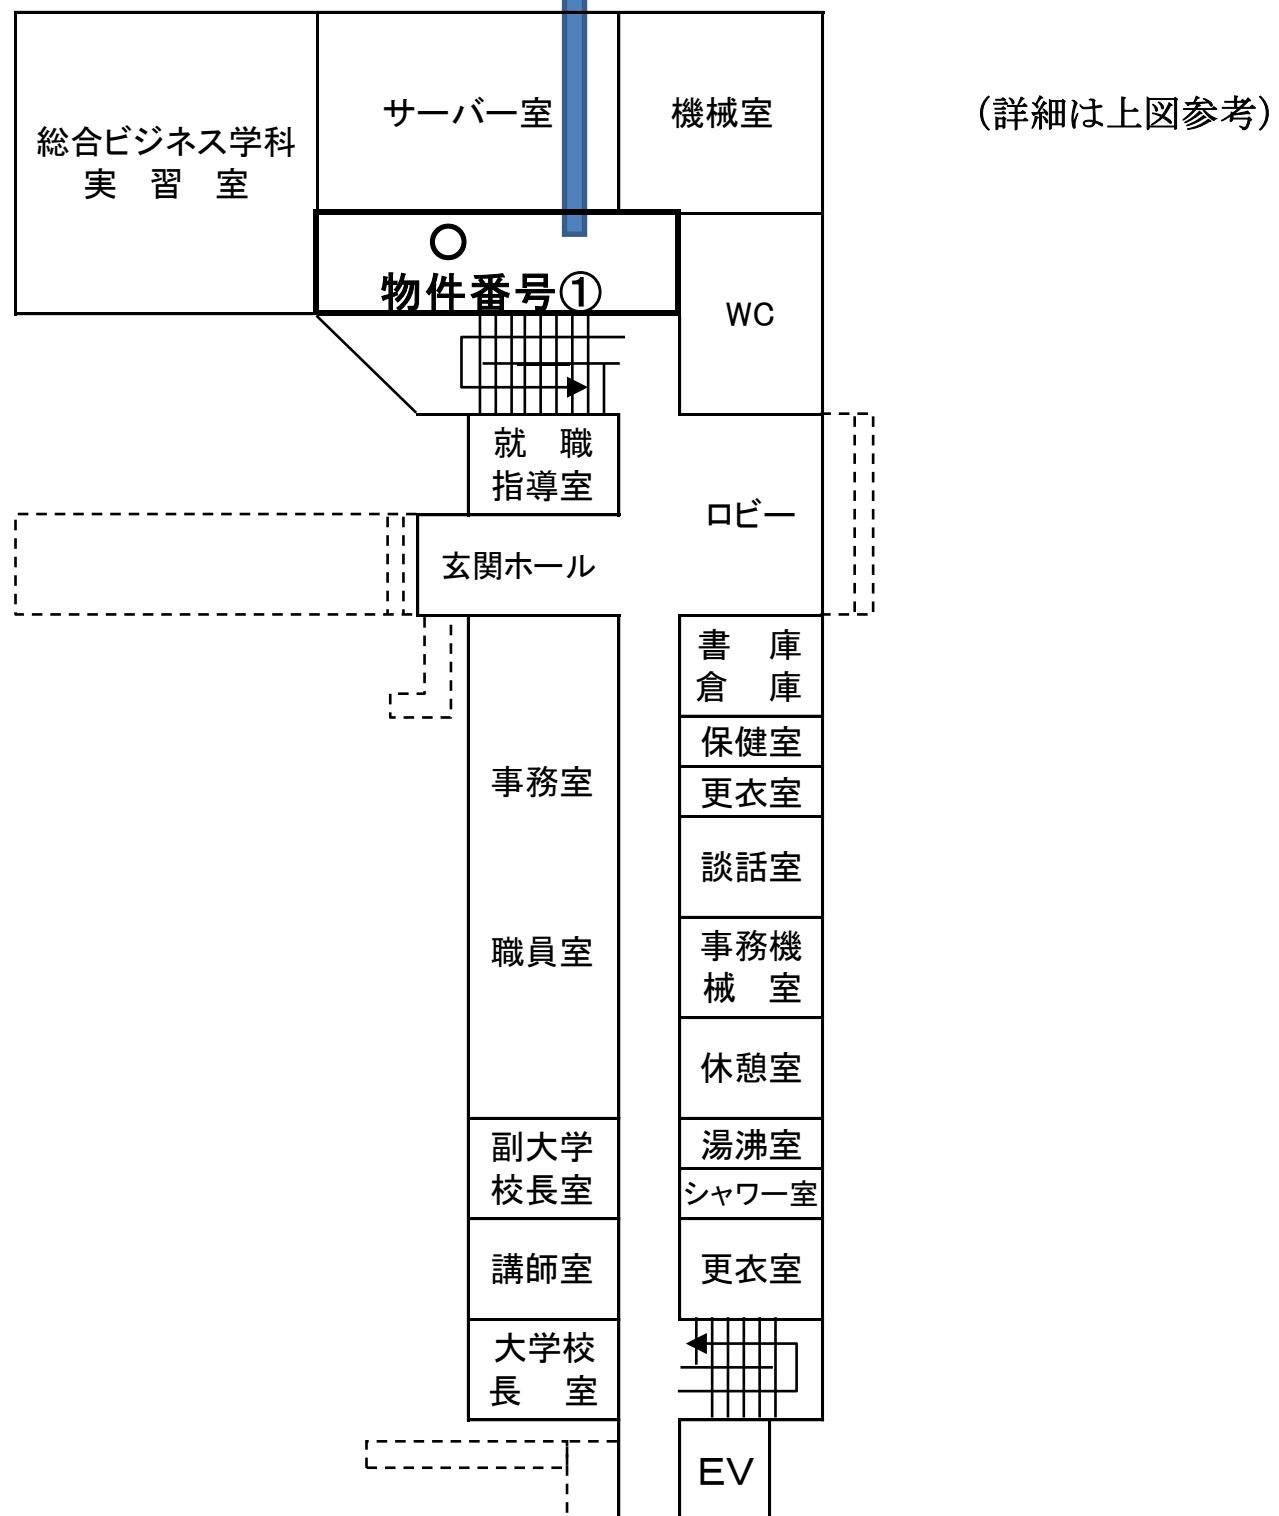 サーバー室
機械室
(詳細は上図参考)
総合ビジネス学科
実 習 室
○
物件番号①
WC
就 職
指導室
ロビー
玄関ホール
書 庫
倉 庫
保健室
事務室
更衣室
談話室
職員室
事務機
械 室
休憩室
副大学
校長室
湯沸室
シャワー室
講師室
更衣室
大学校
長 室
EV